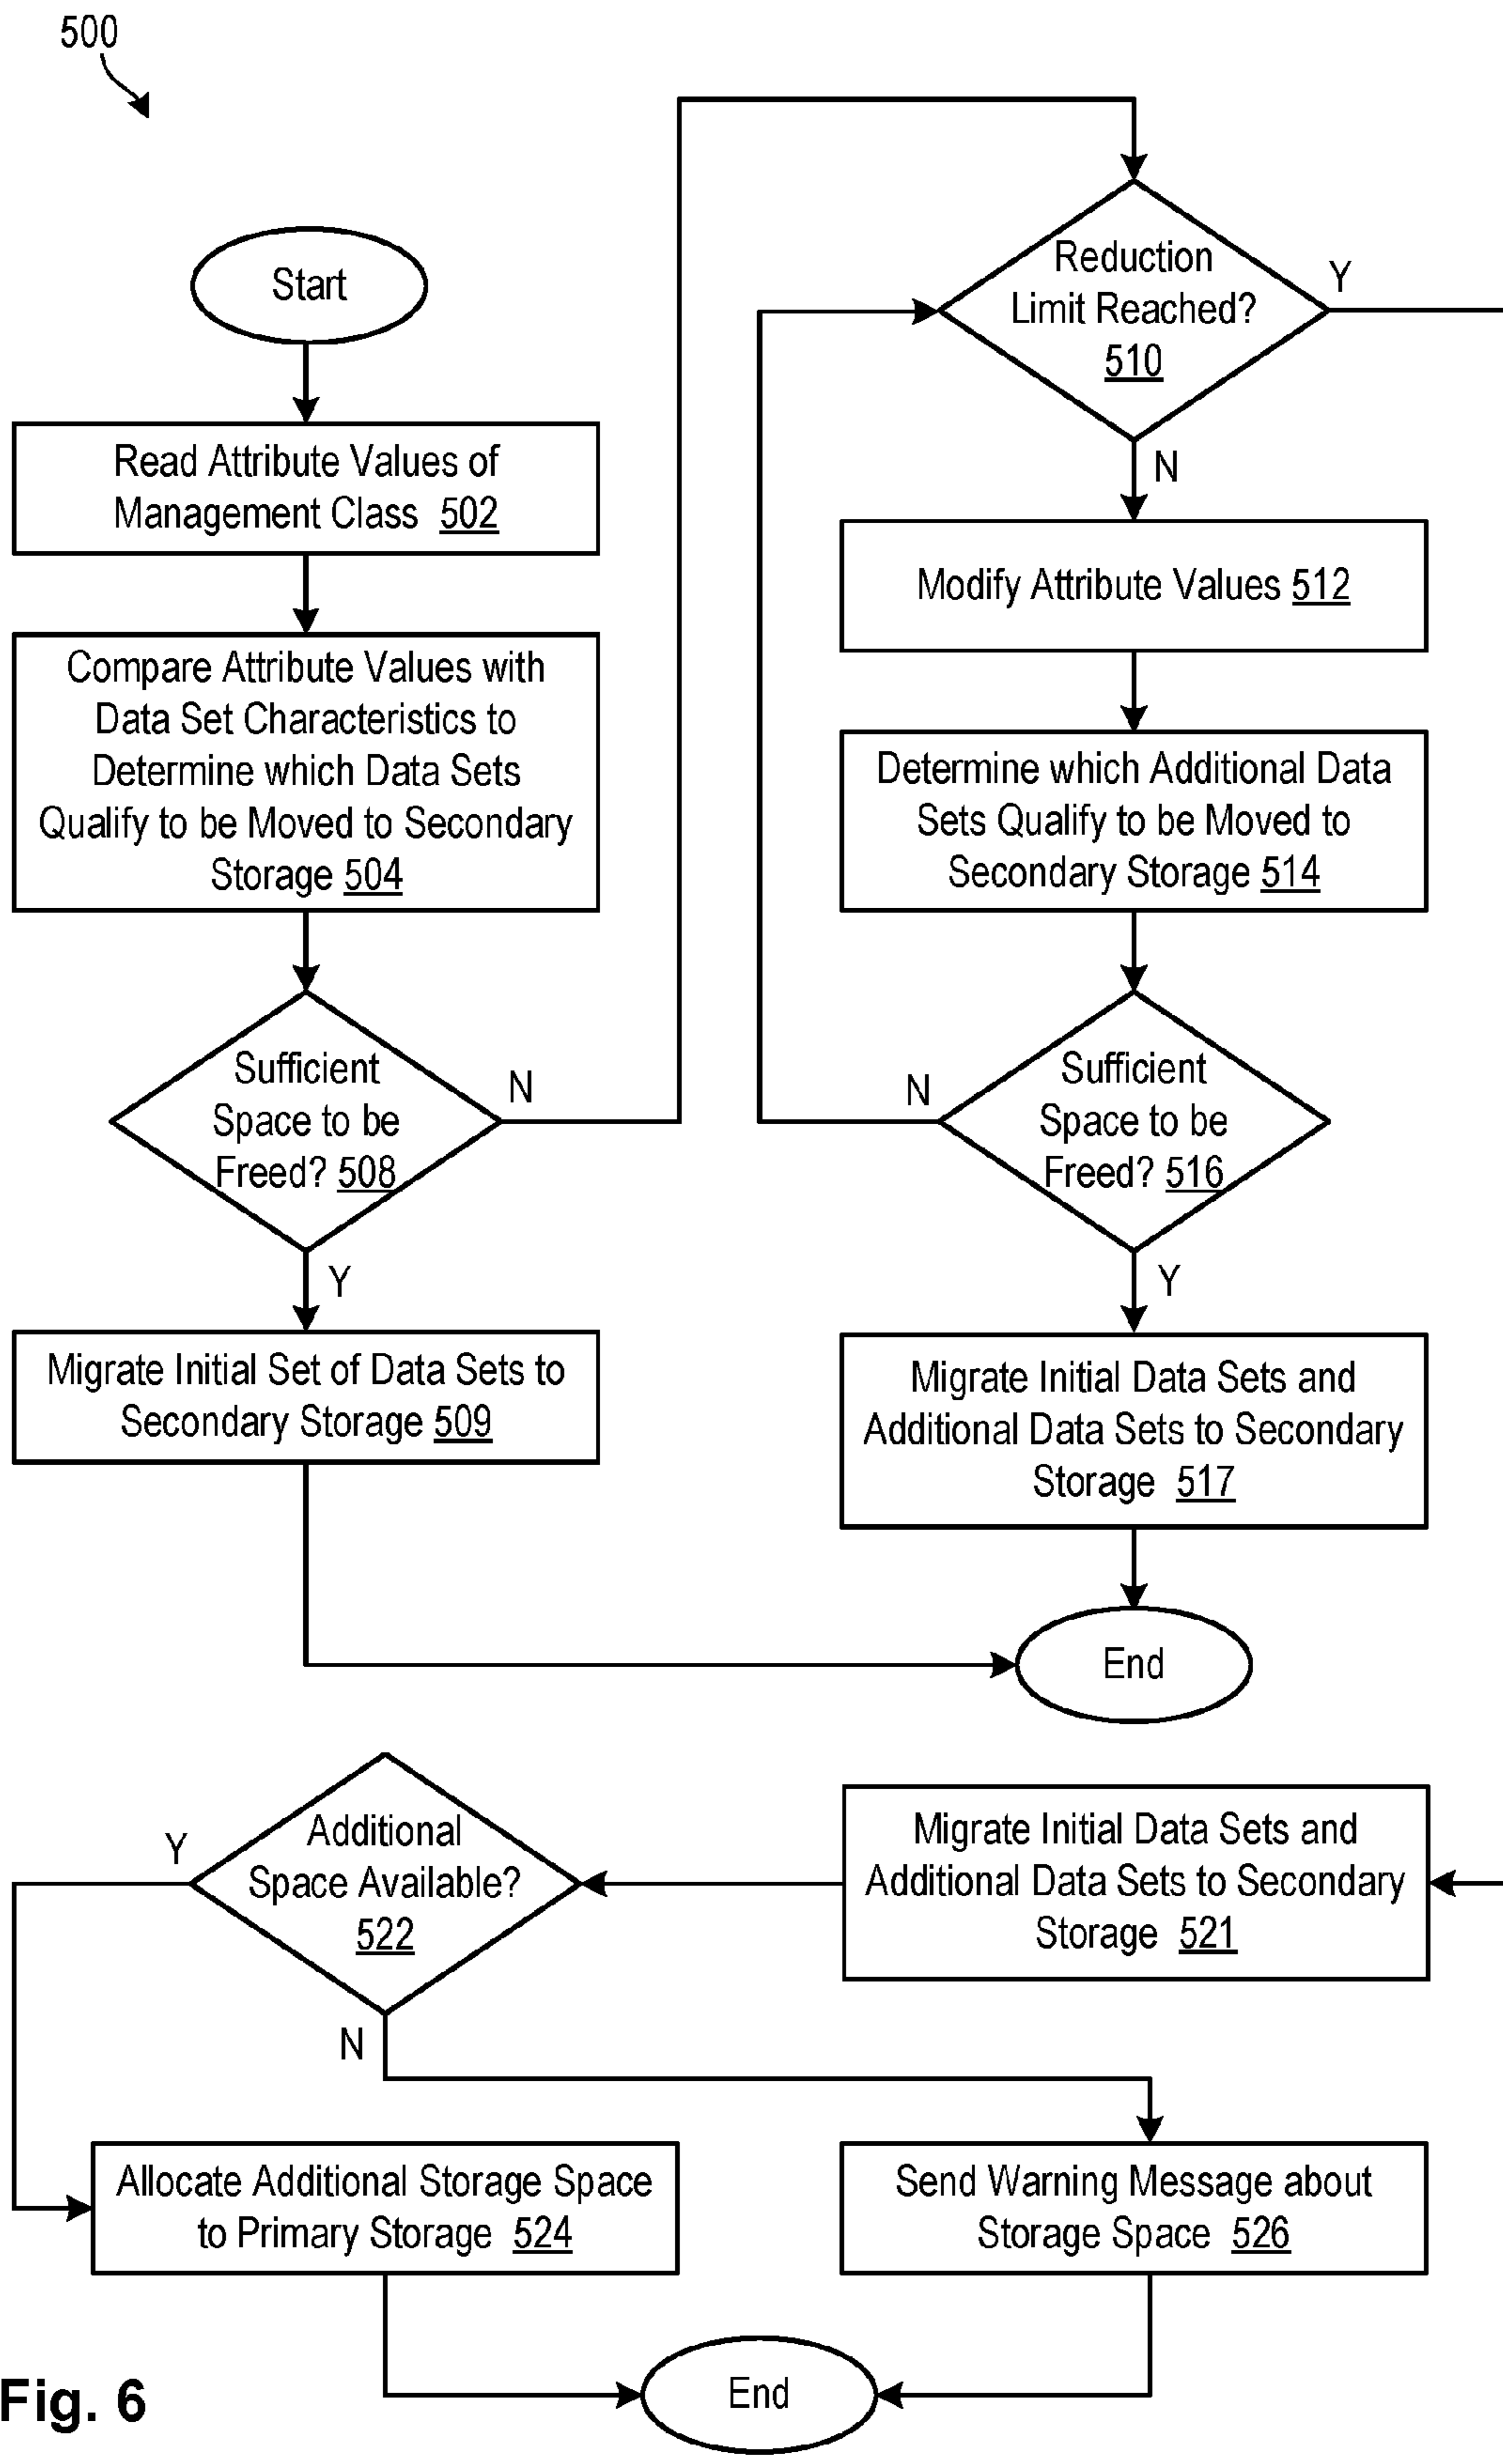 500
Start
Read Attribute Values of
Management Class 502
Compare Attribute Values with
Data Set Characteristics to
Determine which Data Sets
Qualify to be Moved to Secondary
Storage 504
Sufficient
Space to be
Freed? 508
N
Y
Migrate Initial Set of Data Sets to
Secondary Storage 509
Reduction
Limit Reached?
510
Y
N
Modify Attribute Values 512
Determine which Additional Data
Sets Qualify to be Moved to
Secondary Storage 514
Sufficient
Space to be
Freed? 516
N
Y
Migrate Initial Data Sets and
Additional Data Sets to Secondary
Storage 517
End
Migrate Initial Data Sets and
Additional Data Sets to Secondary
Storage 521
Additional
Space Available?
522
Y
N
Allocate Additional Storage Space
to Primary Storage 524
Send Warning Message about
Storage Space 526
End
Fig. 6